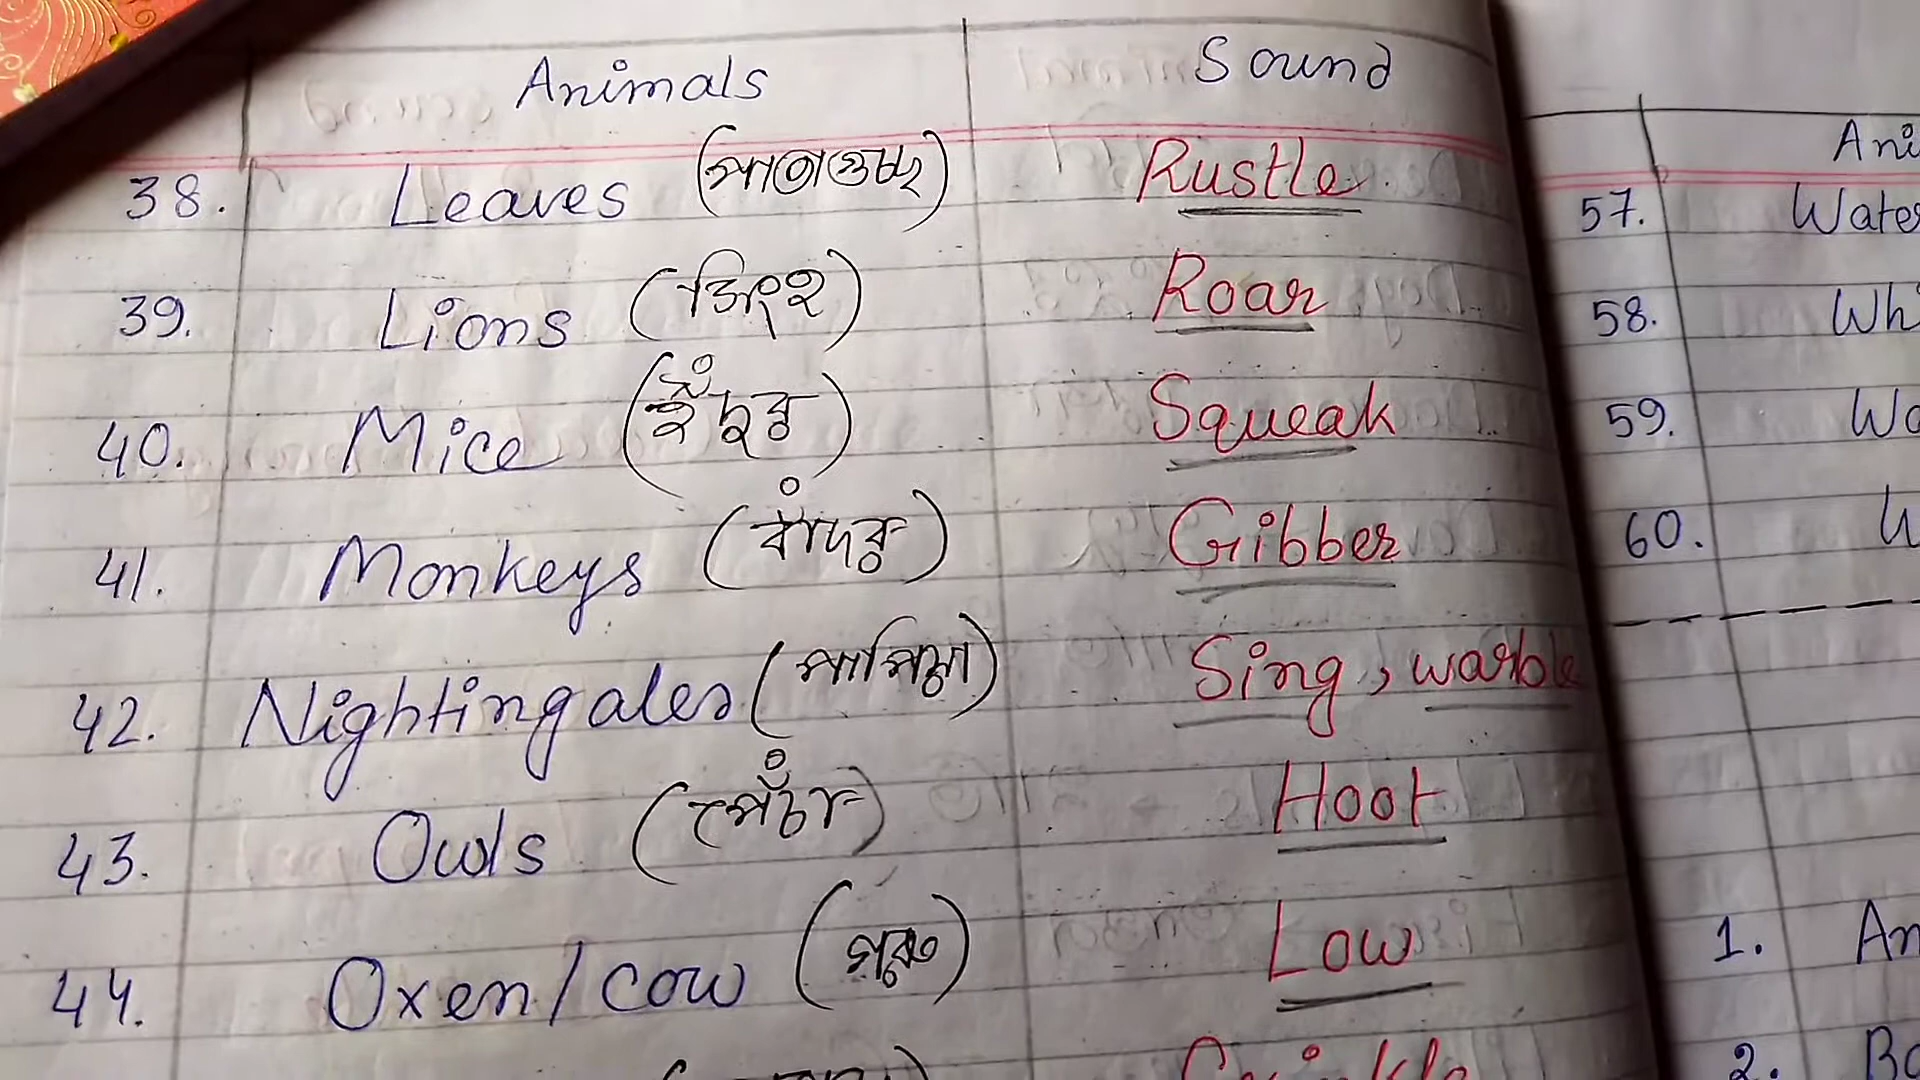 Animals Sound
38. Leaves (পাতাগুচ্ছ) Rustle
39. Lions (সিংহ) Roar
40. Mice (ইঁদুর) Squeak
41. Monkeys (বাঁদর) Gibber
42. Nightingales (পাপিয়া) Sing, warble
43. Owls (পেঁচা) Hoot
44. Oxen/cow (গরু) Low
57.
58.
59.
60.
1.
2.